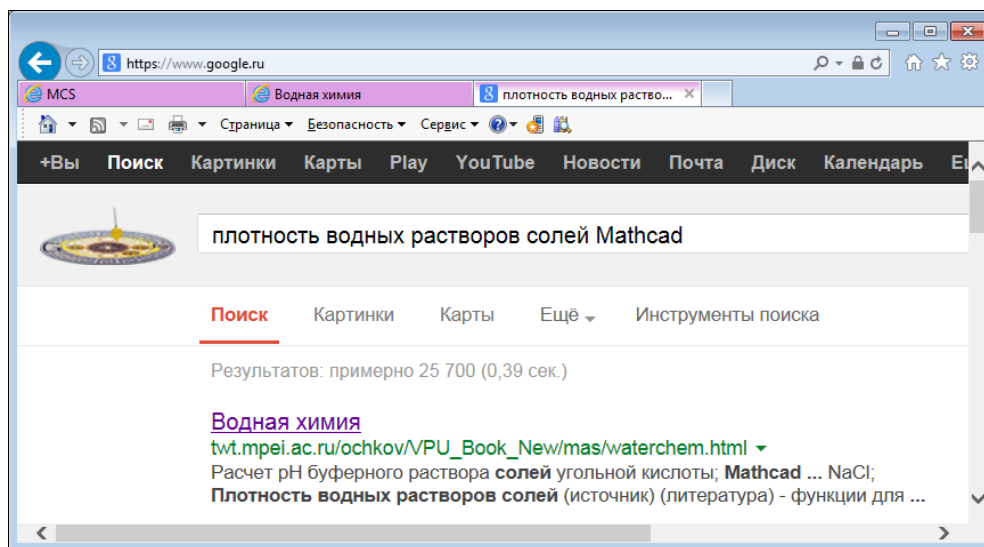 https://www.google.ru
MCS Водная химия плотность водных раство...
Страница Безопасность Сервис
+Вы Поиск Картинки Карты Play YouTube Новости Почта Диск Календарь
плотность водных растворов солей Mathcad
Поиск Картинки Карты Ещё Инструменты поиска
Результатов: примерно 25 700 (0,39 сек.)
Водная химия
twt.mpei.ac.ru/ochkov/VPU_Book_New/mas/waterchem.html
Расчет pH буферного раствора солей угольной кислоты; Mathcad ... NaCl;
Плотность водных растворов солей (источник) (литература) - функции для ...